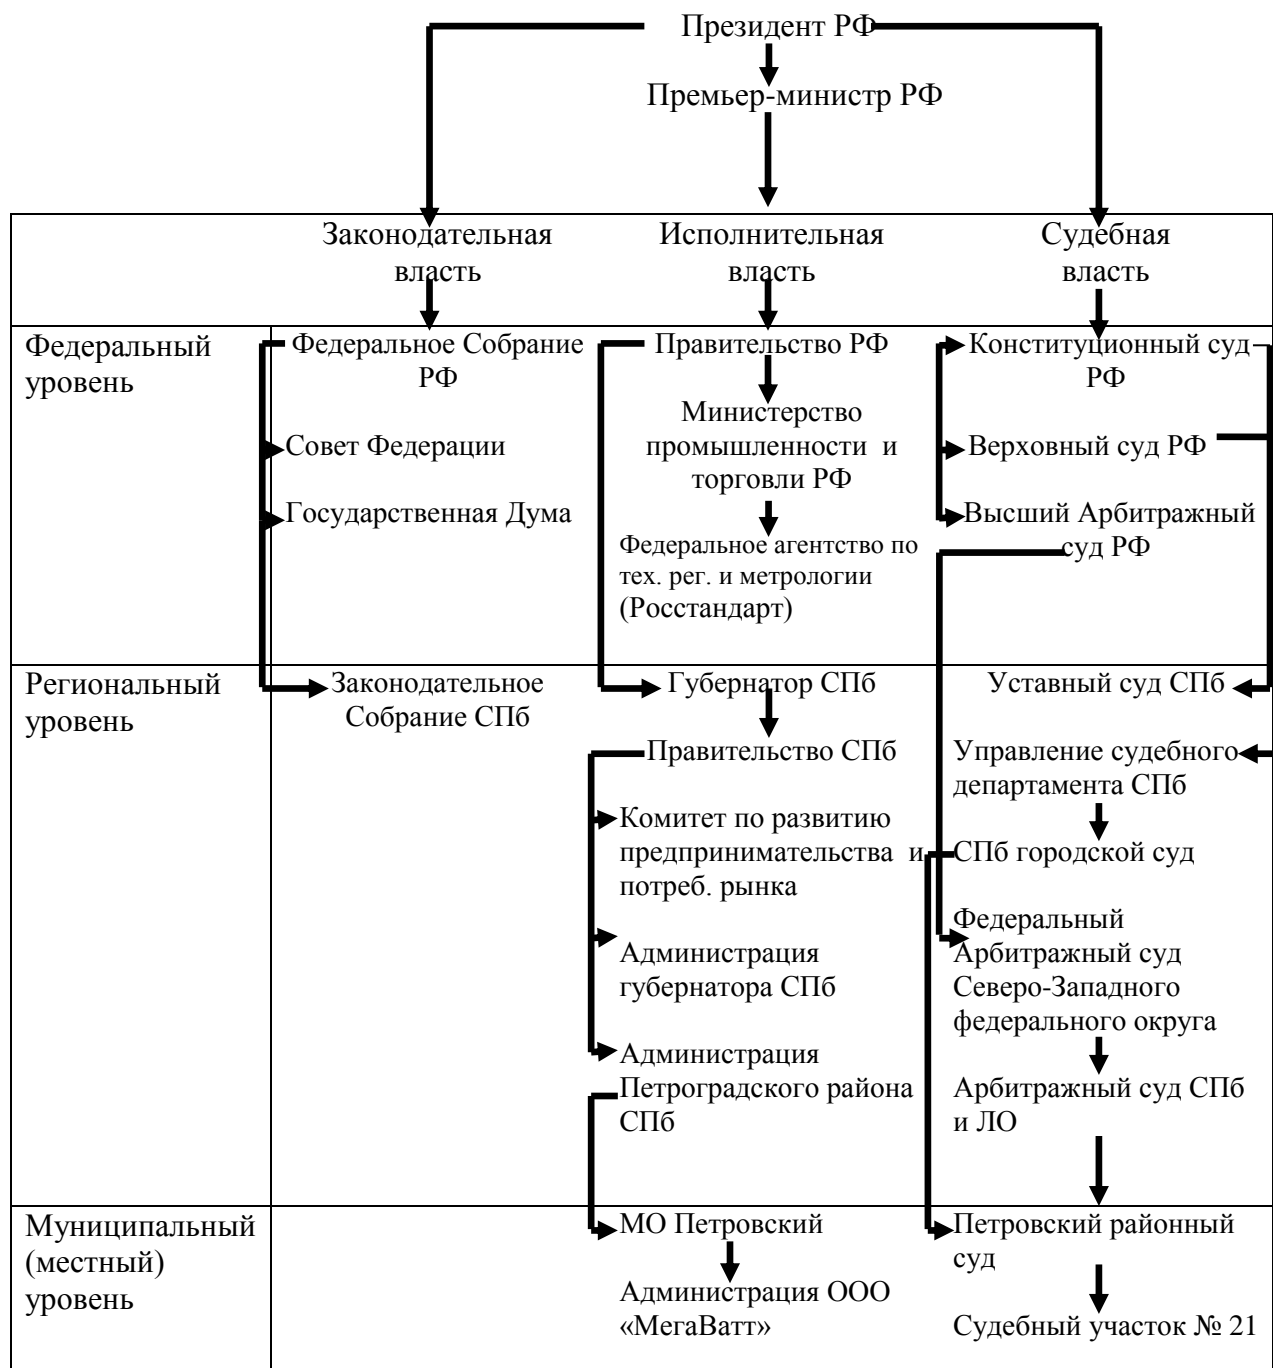 Президент РФ
Премьер-министр РФ
Законодательная
власть
Исполнительная
власть
Судебная
власть
Федеральный
уровень
Федеральное Собрание
РФ
Совет Федерации
Государственная Дума
Правительство РФ
Министерство
промышленности и
торговли РФ
Федеральное агентство по
тех. рег. и метрологии
(Росстандарт)
Конституционный суд
РФ
Верховный суд РФ
Высший Арбитражный
суд РФ
Региональный
уровень
Законодательное
Собрание СПб
Губернатор СПб
Правительство СПб
Комитет по развитию
предпринимательства и
потреб. рынка
Администрация
губернатора СПб
Администрация
Петроградского района
СПб
Уставный суд СПб
Управление судебного
департамента СПб
СПб городской суд
Федеральный
Арбитражный суд
Северо-Западного
федерального округа
Арбитражный суд СПб
и ЛО
Муниципальный
(местный)
уровень
МО Петровский
Администрация ООО
«МегаВатт»
Петровский районный
суд
Судебный участок № 21